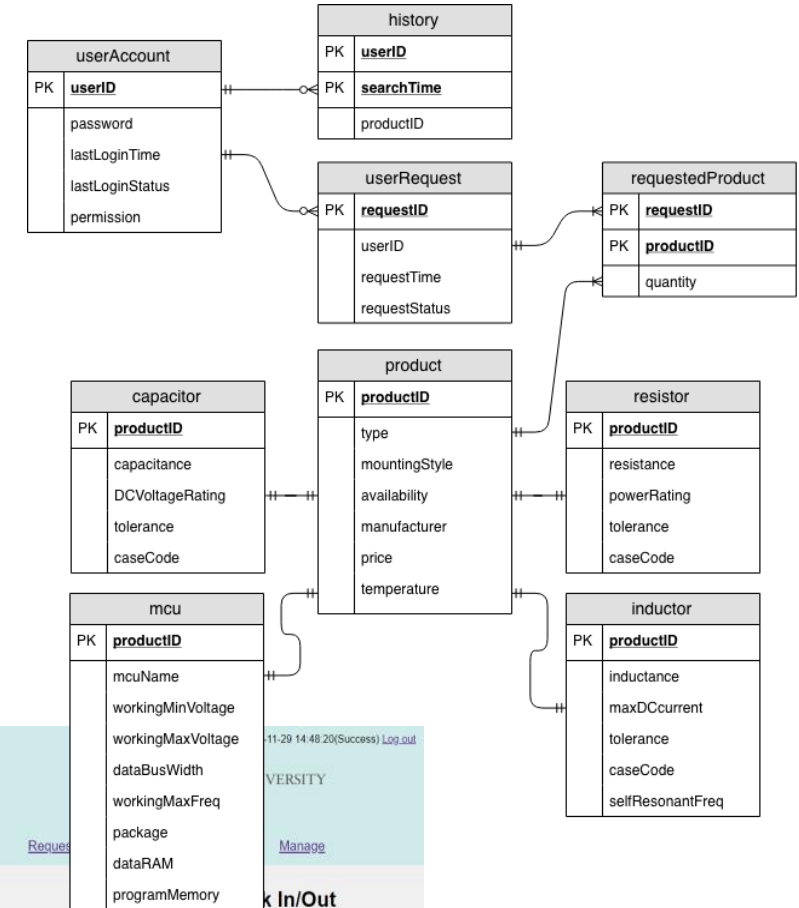 history
PK userID
PK searchTime
productID
userAccount
PK userID
password
lastLoginTime
lastLoginStatus
permission
userRequest
PK requestID
userID
requestTime
requestStatus
requestedProduct
PK requestID
PK productID
quantity
product
PK productID
type
mountingStyle
availability
manufacturer
price
temperature
capacitor
PK productID
capacitance
DCVoltageRating
tolerance
caseCode
resistor
PK productID
resistance
powerRating
tolerance
caseCode
mcu
PK productID
mcuName
workingMinVoltage
workingMaxVoltage
dataBusWidth
workingMaxFreq
package
dataRAM
programMemory
inductor
PK productID
inductance
maxDCcurrent
tolerance
caseCode
selfResonantFreq
-11-29 14:48:20(Success) Log out
VERSITY
Reques
Manage
k In/Out